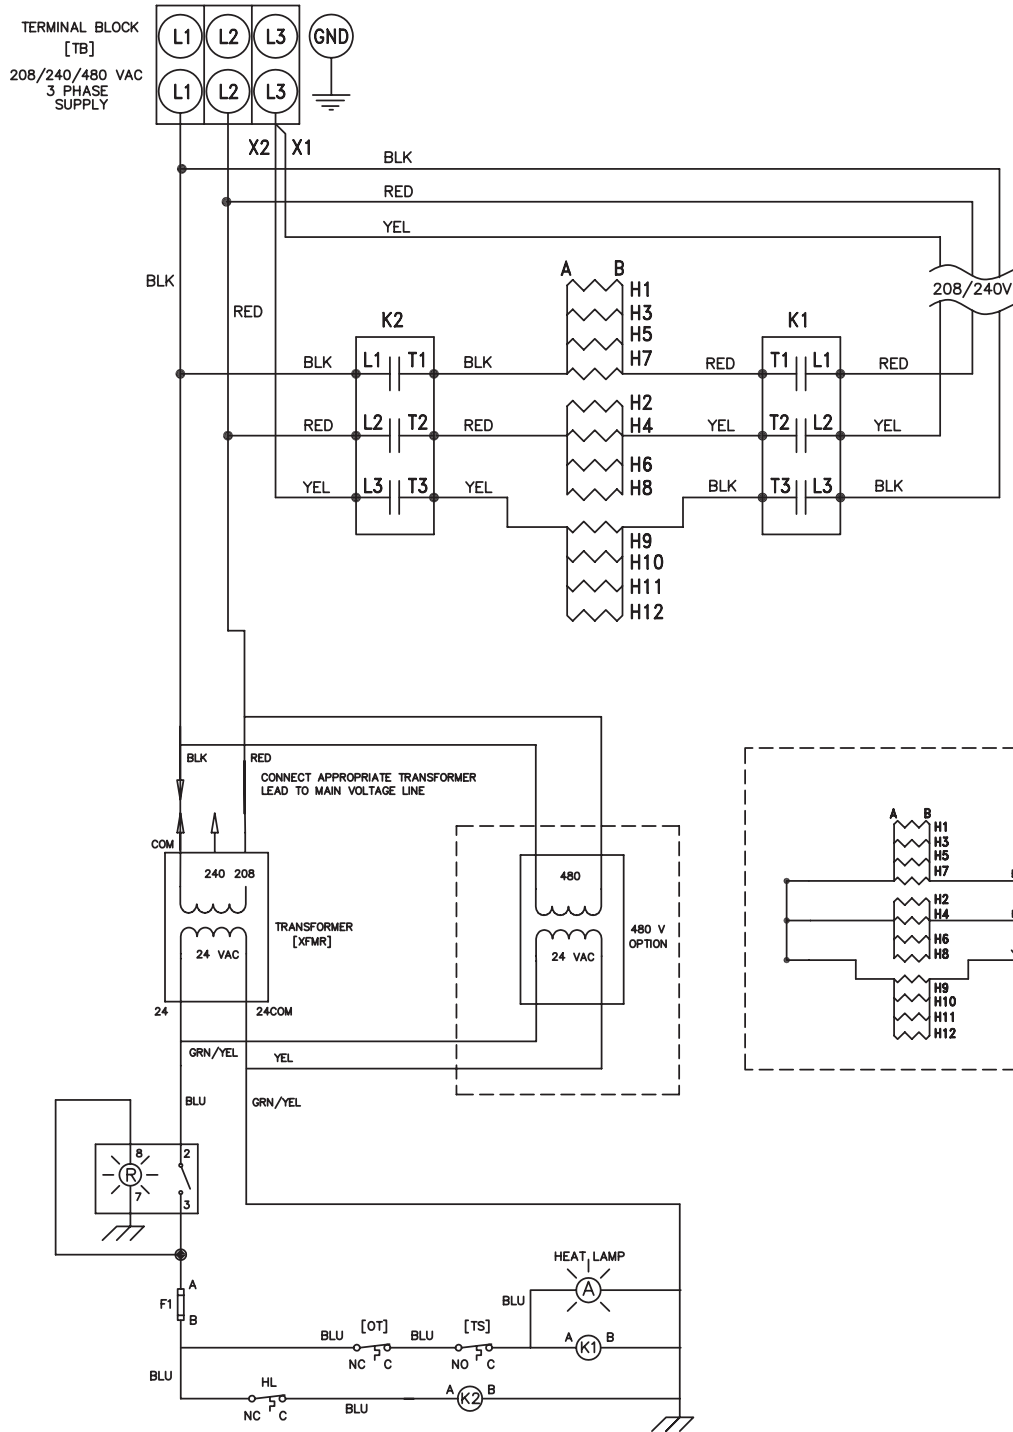 TERMINAL BLOCK
[TB]
208/240/480 VAC
3 PHASE
SUPPLY
L1 L2 L3 GND
L1 L2 L3
X2 X1
BLK
RED
YEL
BLK
RED
208/240V
A B
H1
H3
H5
H7
K2
K1
BLK L1 T1 BLK
RED T1 L1 RED
H2
H4
H6
H8
RED L2 T2 RED
YEL T2 L2 YEL
YEL L3 T3 YEL
BLK T3 L3 BLK
H9
H10
H11
H12
BLK RED
CONNECT APPROPRIATE TRANSFORMER
LEAD TO MAIN VOLTAGE LINE
COM
240 208
TRANSFORMER
[XFMR]
24 VAC
24 24COM
480
480 V
OPTION
24 VAC
A B
H1
H3
H5
H7
H2
H4
H6
H8
H9
H10
H11
H12
GRN/YEL YEL
BLU GRN/YEL
8 2
R
7 3
A
F1
B
HEAT LAMP
A
BLU
BLU [OT] BLU [TS]
NC C NO C
A K1 B
BLU
HL
NC C
BLU
A K2 B